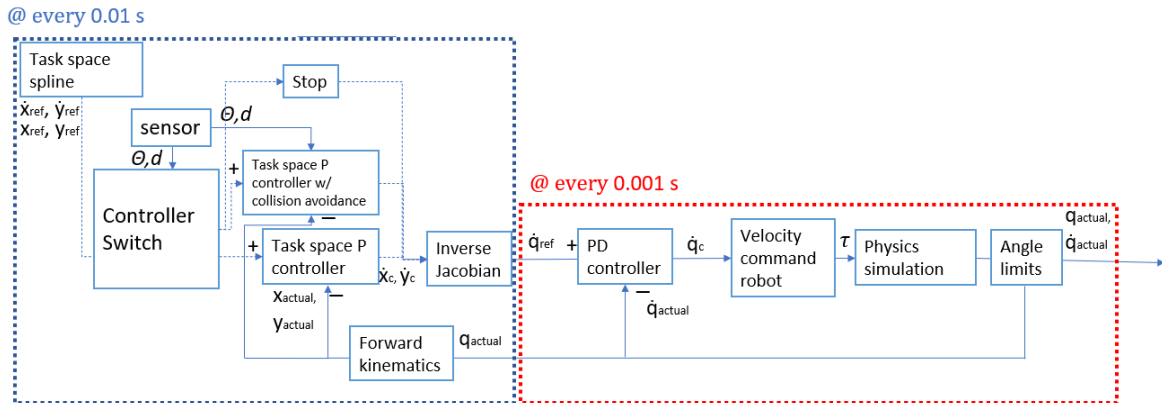 @ every 0.01 s
Task space
spline
ẋref, ẏref
xref, yref
sensor
Θ,d
Θ,d
Stop
Controller
Switch
+
Task space P
controller w/
collision avoidance
−
+
Task space P
controller
−
xactual,
yactual
ẋc, ẏc
Inverse
Jacobian
Forward
kinematics
qactual
@ every 0.001 s
q̇ref
+
PD
controller
−
q̇actual
q̇c
Velocity
command
robot
τ
Physics
simulation
Angle
limits
qactual,
q̇actual